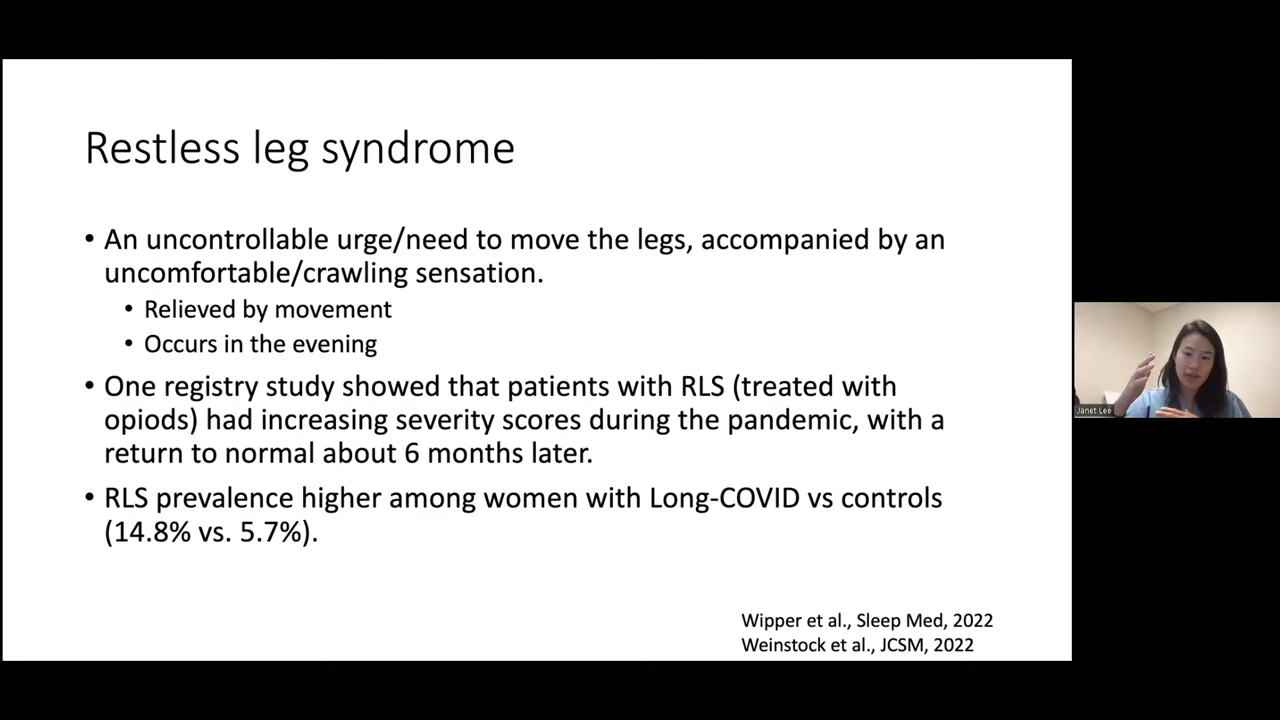 Restless leg syndrome
• An uncontrollable urge/need to move the legs, accompanied by an
uncomfortable/crawling sensation.
• Relieved by movement
• Occurs in the evening
• One registry study showed that patients with RLS (treated with
opiods) had increasing severity scores during the pandemic, with a
return to normal about 6 months later.
• RLS prevalence higher among women with Long-COVID vs controls
(14.8% vs. 5.7%).
Wipper et al., Sleep Med, 2022
Weinstock et al., JCSM, 2022
Janet Lee